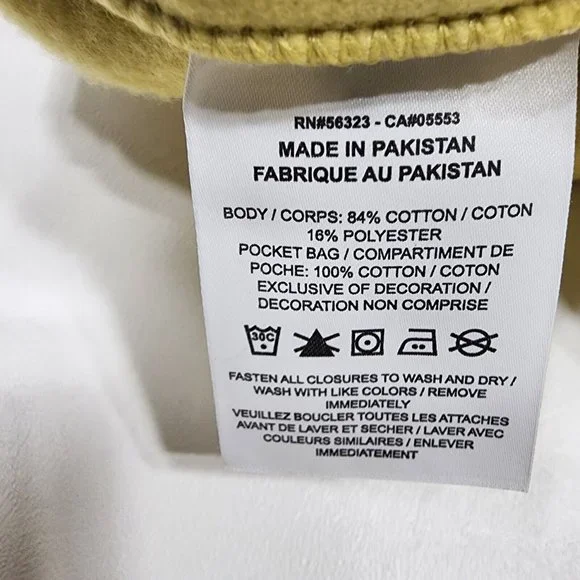 RN#56323 - CA#05553
MADE IN PAKISTAN
FABRIQUE AU PAKISTAN
BODY / CORPS: 84% COTTON / COTON
16% POLYESTER
POCKET BAG / COMPARTIMENT DE
POCHE: 100% COTTON / COTON
EXCLUSIVE OF DECORATION /
DECORATION NON COMPRISE
30C
FASTEN ALL CLOSURES TO WASH AND DRY /
WASH WITH LIKE COLORS / REMOVE
IMMEDIATELY
VEUILLEZ BOUCLER TOUTES LES ATTACHES
AVANT DE LAVER ET SECHER / LAVER AVEC
COULEURS SIMILAIRES / ENLEVER
IMMEDIATEMENT